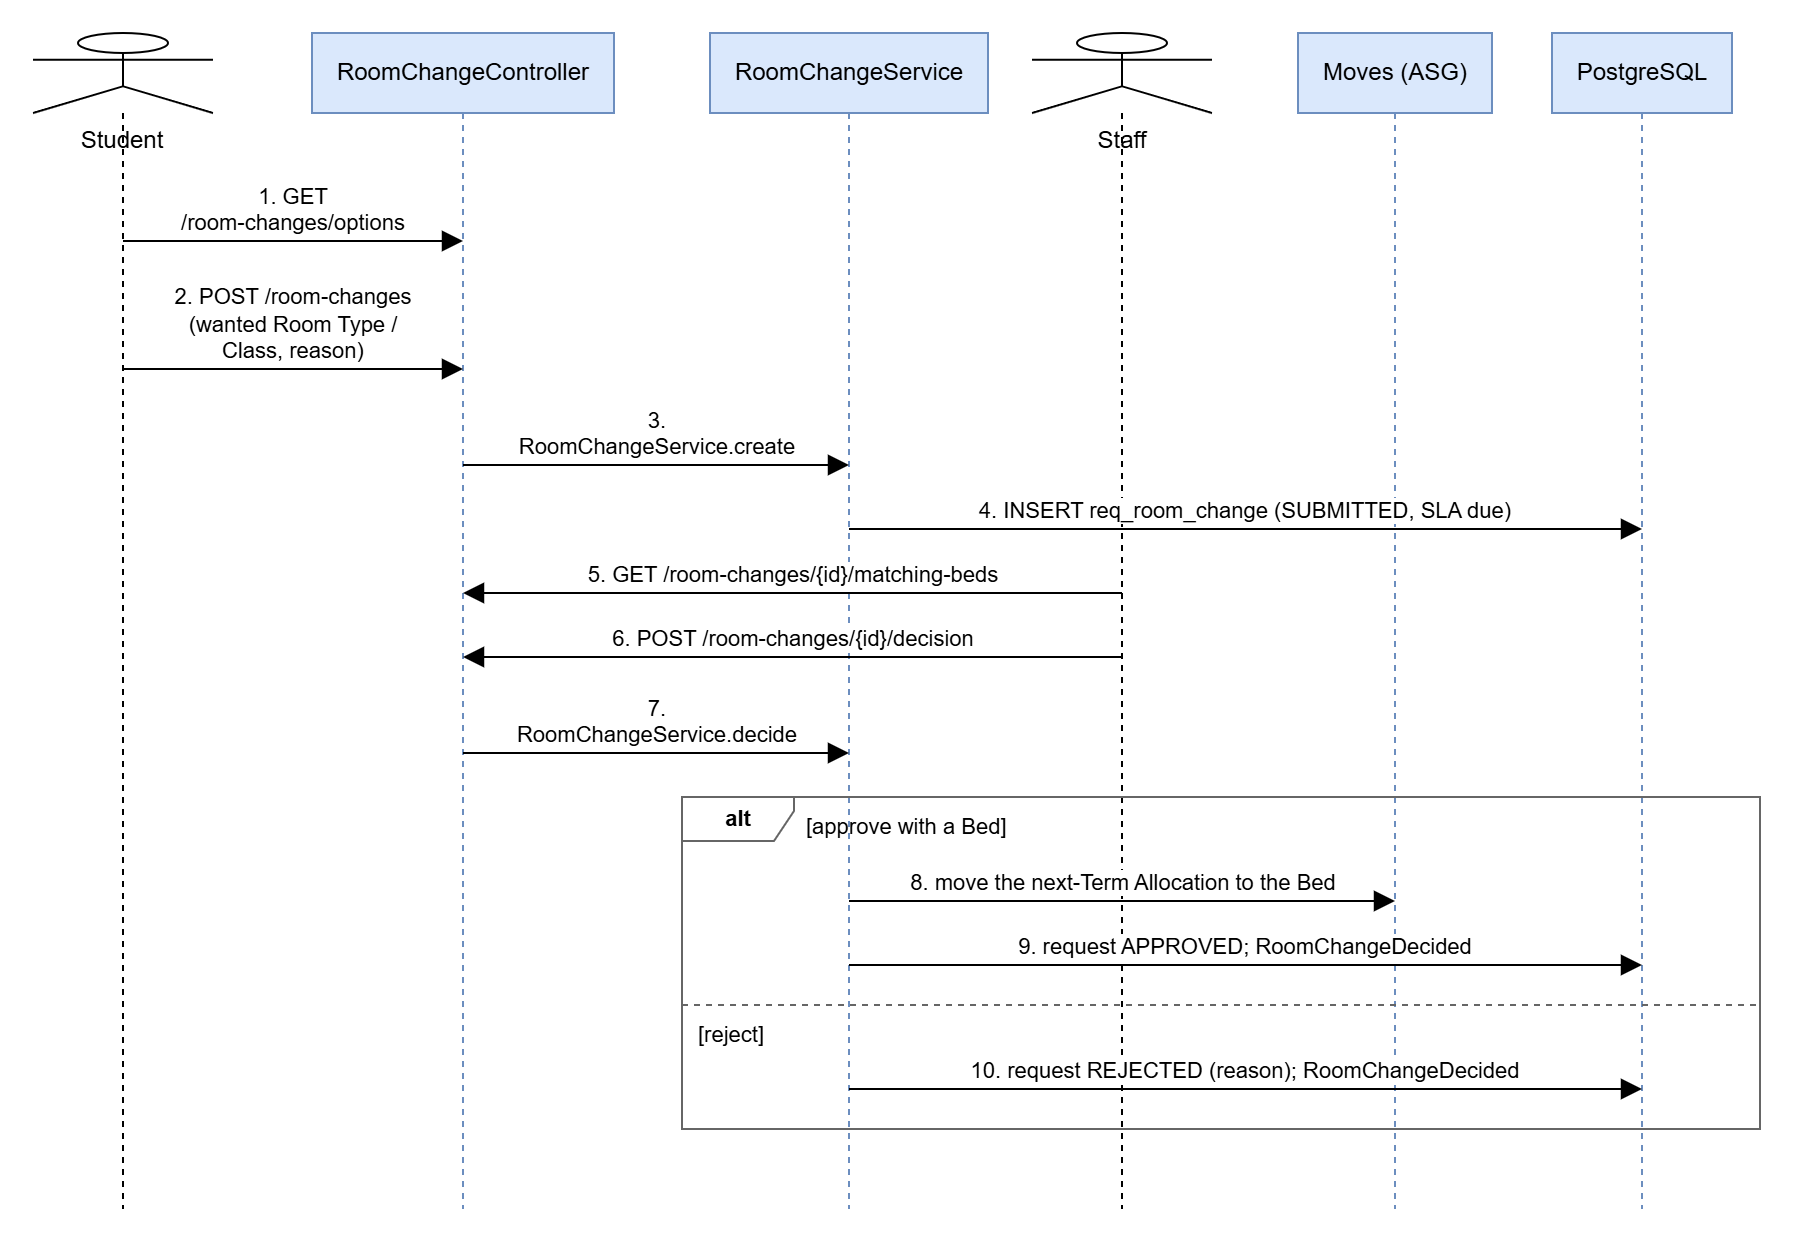 RoomChangeController
RoomChangeService
Moves (ASG)
PostgreSQL
Student
Staff
1. GET
/room-changes/options
2. POST /room-changes
(wanted Room Type /
Class, reason)
3.
RoomChangeService.create
4. INSERT req_room_change (SUBMITTED, SLA due)
5. GET /room-changes/{id}/matching-beds
6. POST /room-changes/{id}/decision
7.
RoomChangeService.decide
alt
[approve with a Bed]
8. move the next-Term Allocation to the Bed
9. request APPROVED; RoomChangeDecided
[reject]
10. request REJECTED (reason); RoomChangeDecided